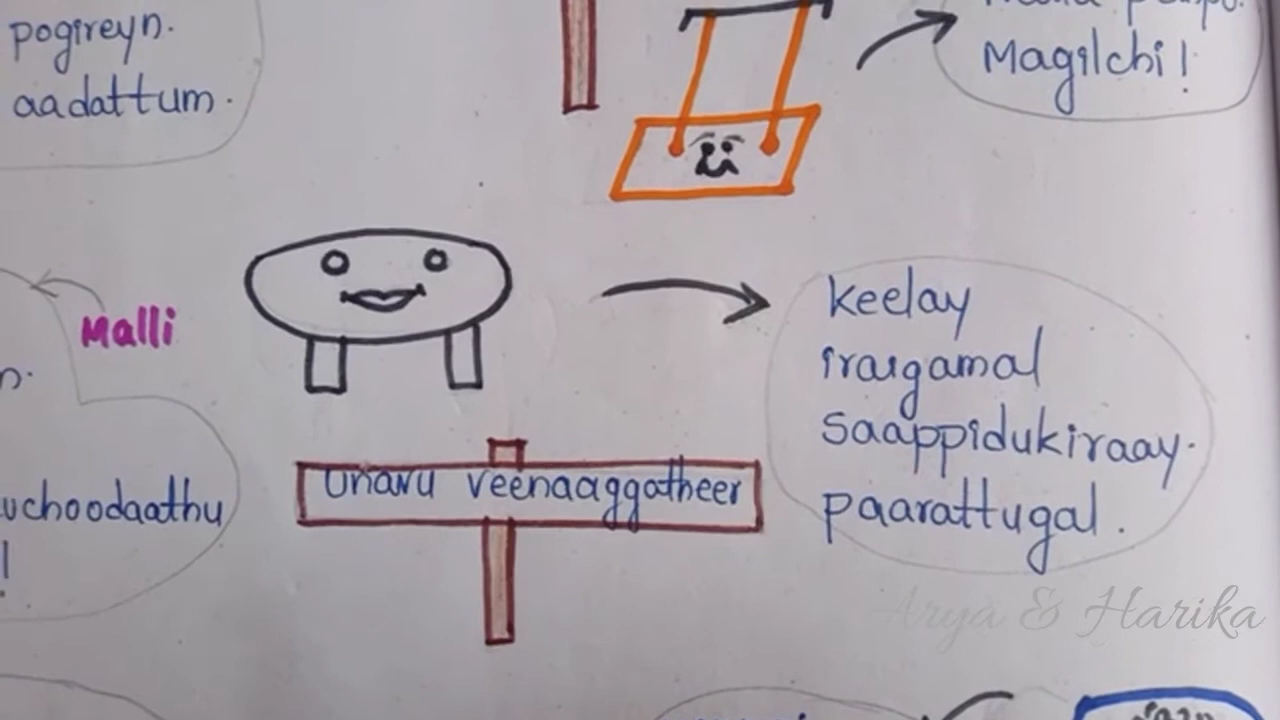 pogireyn.
aadattum.
Magilchi!
Malli
keelay
iraigamal
saappidukiraay.
paarattugal.
unavu veenaaggatheer
uchoodaathu
Arya & Harika